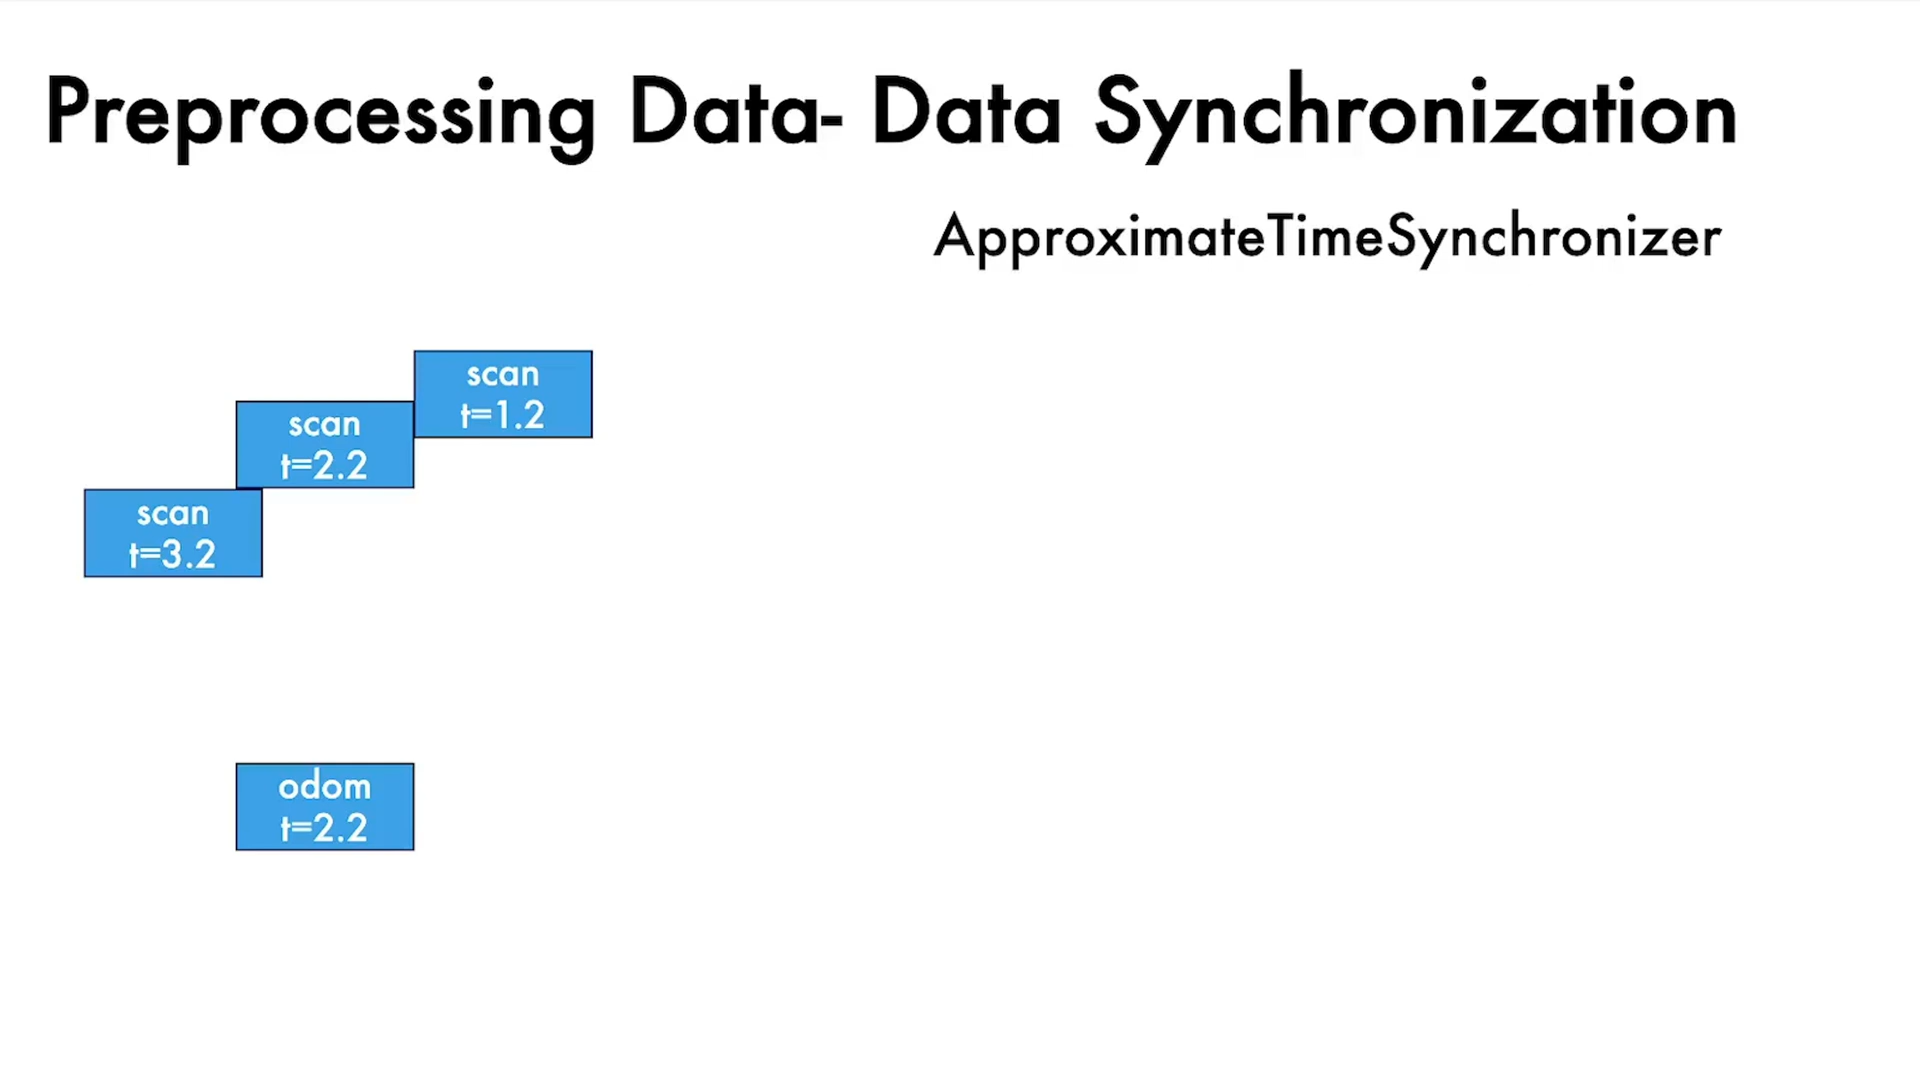 Preprocessing Data- Data Synchronization
ApproximateTimeSynchronizer
scan
t=1.2
scan
t=2.2
scan
t=3.2
odom
t=2.2